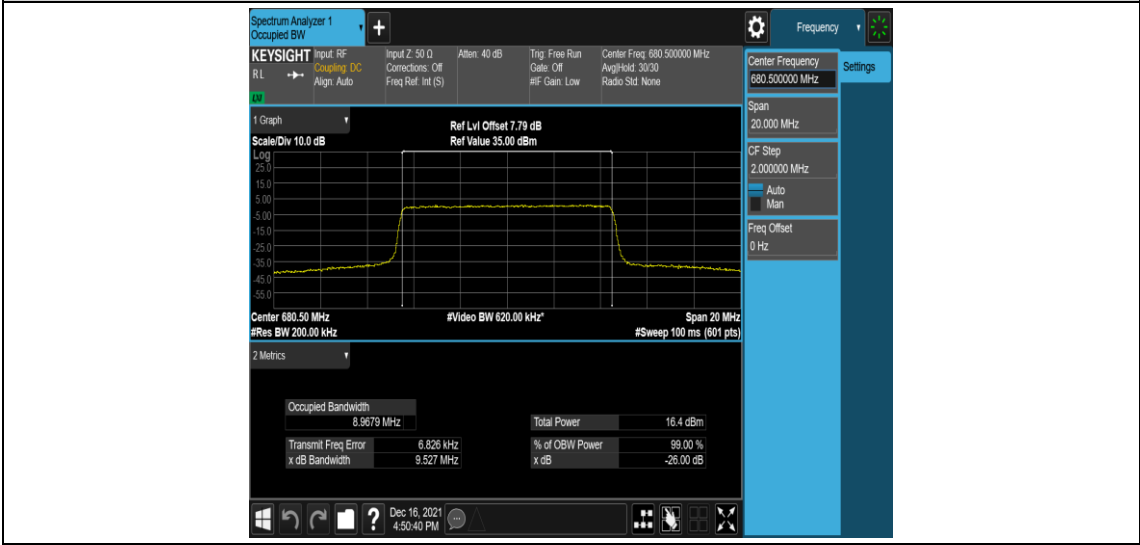 Spectrum Analyzer 1
Occupied BW
+
Frequency
KEYSIGHT
RL
LM
Input: RF
Coupling: DC
Align: Auto
Input Z: 50 Ω
Corrections: Off
Freq Ref: Int (S)
Atten: 40 dB
Trig: Free Run
Gate: Off
#IF Gain: Low
Center Freq: 680.500000 MHz
Avg|Hold: 30/30
Radio Std: None
Center Frequency
680.500000 MHz
Settings
Span
20.000 MHz
CF Step
2.000000 MHz
Auto
Man
Freq Offset
0 Hz
1 Graph
Scale/Div 10.0 dB
Ref Lvl Offset 7.79 dB
Ref Value 35.00 dBm
Log
25.0
15.0
5.00
-5.00
-15.0
-25.0
-35.0
-45.0
-55.0
Center 680.50 MHz
#Video BW 620.00 kHz*
Span 20 MHz
#Res BW 200.00 kHz
#Sweep 100 ms (601 pts)
2 Metrics
Occupied Bandwidth
8.9679 MHz
Total Power 16.4 dBm
Transmit Freq Error 6.826 kHz
% of OBW Power 99.00 %
x dB Bandwidth 9.527 MHz
x dB -26.00 dB
?
Dec 16, 2021
4:50:40 PM